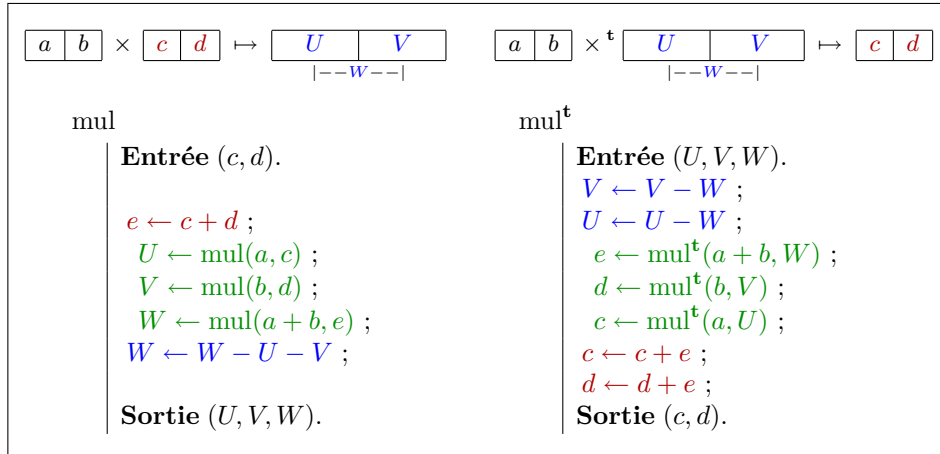 a b × c d ↦ U V
|−−W−−|
a b ×ᵗ U V ↦ c d
|−−W−−|
mul
Entrée (c, d).
e ← c + d ;
U ← mul(a, c) ;
V ← mul(b, d) ;
W ← mul(a + b, e) ;
W ← W − U − V ;
Sortie (U, V, W).
mulᵗ
Entrée (U, V, W).
V ← V − W ;
U ← U − W ;
e ← mulᵗ(a + b, W) ;
d ← mulᵗ(b, V) ;
c ← mulᵗ(a, U) ;
c ← c + e ;
d ← d + e ;
Sortie (c, d).